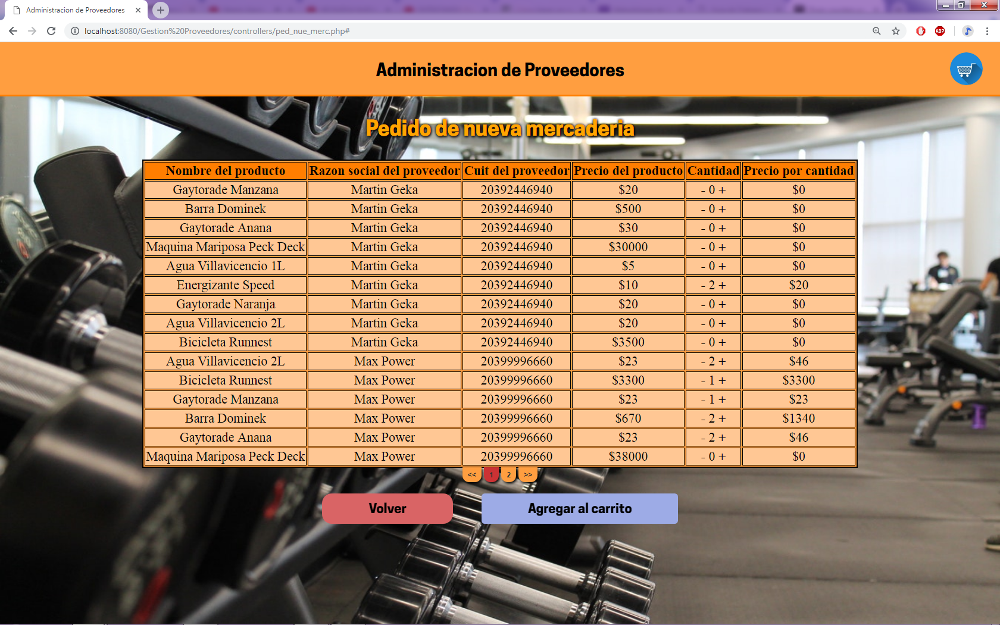 Administracion de Proveedores
localhost:8080/Gestion%20Proveedores/controllers/ped_nue_merc.php#
ABP
Administracion de Proveedores
Pedido de nueva mercaderia
Nombre del producto Razon social del proveedor Cuit del proveedor Precio del producto Cantidad Precio por cantidad
Gaytorade Manzana Martin Geka 20392446940 $20 - 0 + $0
Barra Dominek Martin Geka 20392446940 $500 - 0 + $0
Gaytorade Anana Martin Geka 20392446940 $30 - 0 + $0
Maquina Mariposa Peck Deck Martin Geka 20392446940 $30000 - 0 + $0
Agua Villavicencio 1L Martin Geka 20392446940 $5 - 0 + $0
Energizante Speed Martin Geka 20392446940 $10 - 2 + $20
Gaytorade Naranja Martin Geka 20392446940 $20 - 0 + $0
Agua Villavicencio 2L Martin Geka 20392446940 $20 - 0 + $0
Bicicleta Runnest Martin Geka 20392446940 $3500 - 0 + $0
Agua Villavicencio 2L Max Power 20399996660 $23 - 2 + $46
Bicicleta Runnest Max Power 20399996660 $3300 - 1 + $3300
Gaytorade Manzana Max Power 20399996660 $23 - 1 + $23
Barra Dominek Max Power 20399996660 $670 - 2 + $1340
Gaytorade Anana Max Power 20399996660 $23 - 2 + $46
Maquina Mariposa Peck Deck Max Power 20399996660 $38000 - 0 + $0
<< 1 2 >>
Volver Agregar al carrito